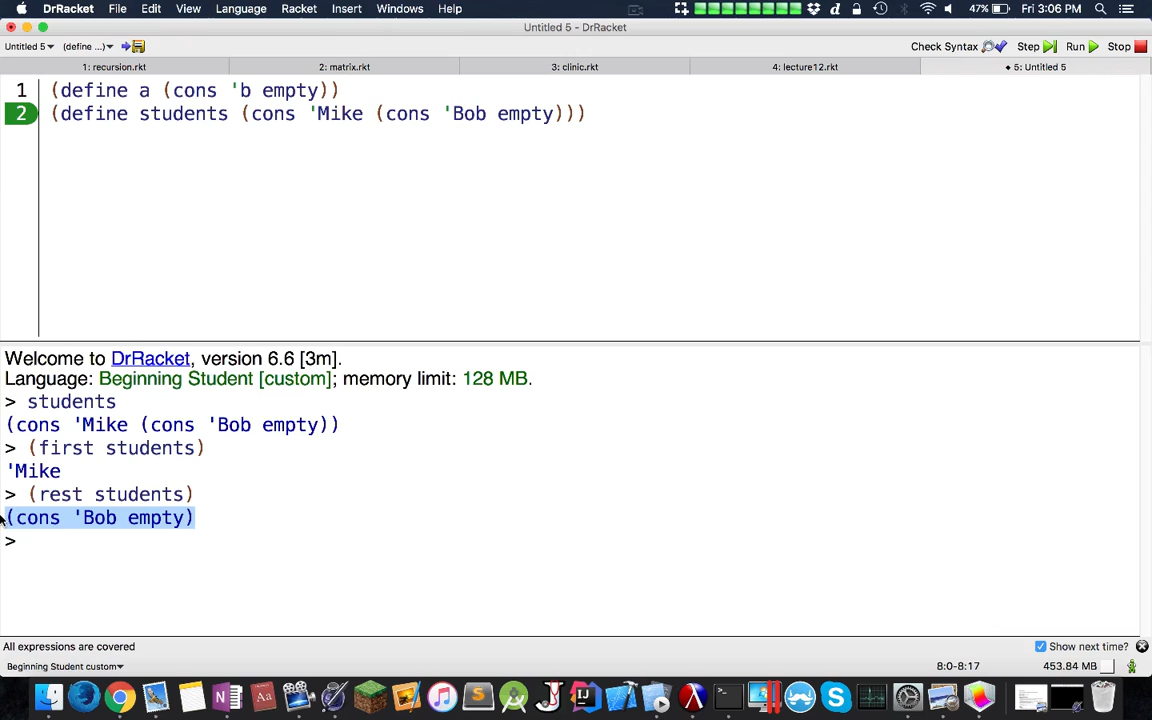 DrRacket File Edit View Language Racket Insert Windows Help 47% Fri 3:06 PM
Untitled 5 - DrRacket
Untitled 5 (define ...) Check Syntax Step Run Stop
1: recursion.rkt 2: matrix.rkt 3: clinic.rkt 4: lecture12.rkt • 5: Untitled 5
1 (define a (cons 'b empty))
2 (define students (cons 'Mike (cons 'Bob empty)))
Welcome to DrRacket, version 6.6 [3m].
Language: Beginning Student [custom]; memory limit: 128 MB.
> students
(cons 'Mike (cons 'Bob empty))
> (first students)
'Mike
> (rest students)
(cons 'Bob empty)
>
All expressions are covered Show next time?
Beginning Student custom 8:0-8:17 453.84 MB